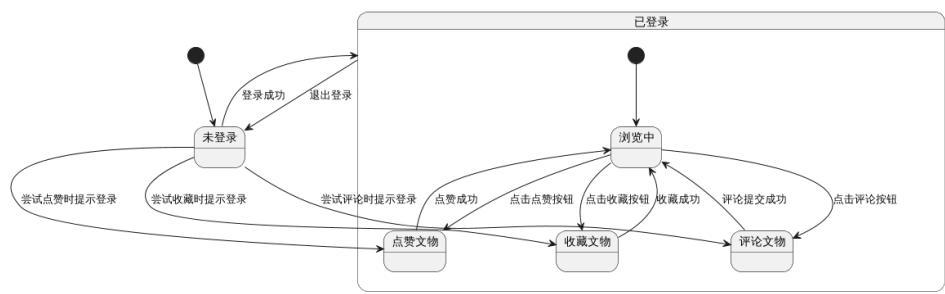 已登录
登录成功
退出登录
未登录
浏览中
尝试点赞时提示登录
尝试收藏时提示登录
尝试评论时提示登录
点赞成功
点击点赞按钮
点击收藏按钮
收藏成功
评论提交成功
点击评论按钮
点赞文物
收藏文物
评论文物